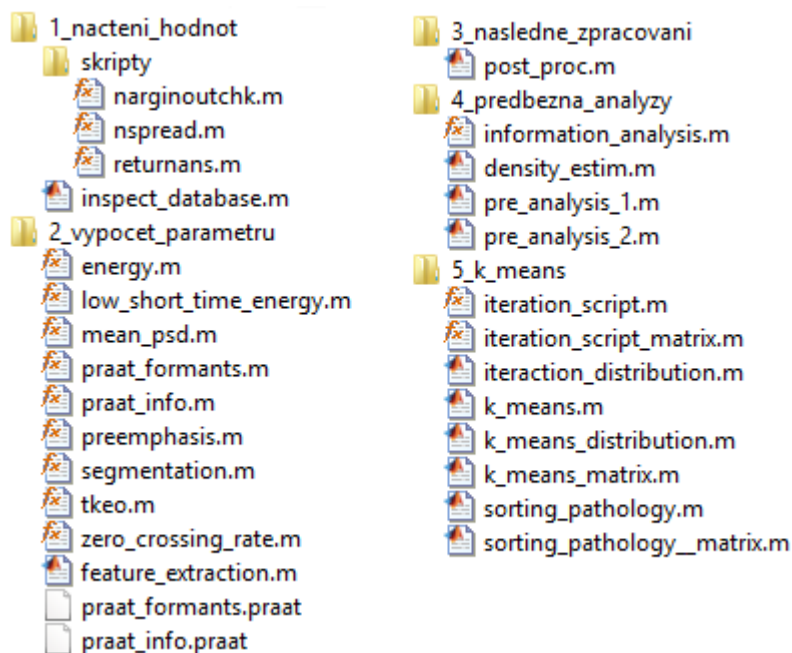 1_nacteni_hodnot
skripty
narginoutchk.m
nspread.m
returnans.m
inspect_database.m
2_vypocet_parametru
energy.m
low_short_time_energy.m
mean_psd.m
praat_formants.m
praat_info.m
preemphasis.m
segmentation.m
tkeo.m
zero_crossing_rate.m
feature_extraction.m
praat_formants.praat
praat_info.praat
3_nasledne_zpracovani
post_proc.m
4_predbezna_analyzy
information_analysis.m
density_estim.m
pre_analysis_1.m
pre_analysis_2.m
5_k_means
iteration_script.m
iteration_script_matrix.m
iteraction_distribution.m
k_means.m
k_means_distribution.m
k_means_matrix.m
sorting_pathology.m
sorting_pathology__matrix.m